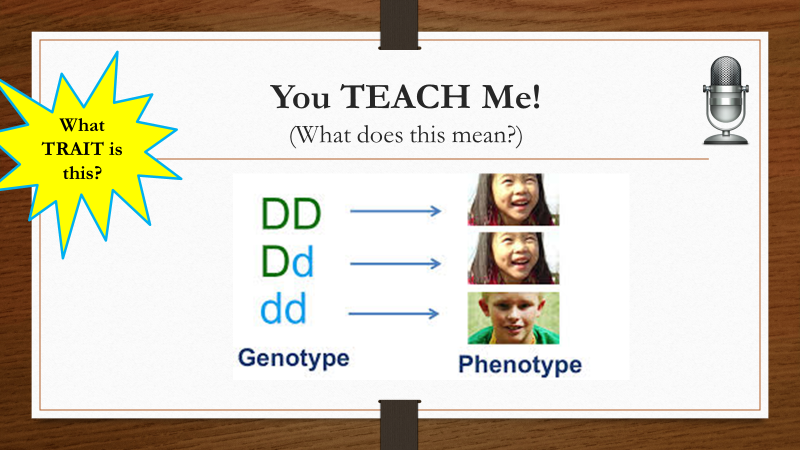 You TEACH Me!
(What does this mean?)
What
TRAIT is
this?
DD
Dd
dd
Genotype
Phenotype